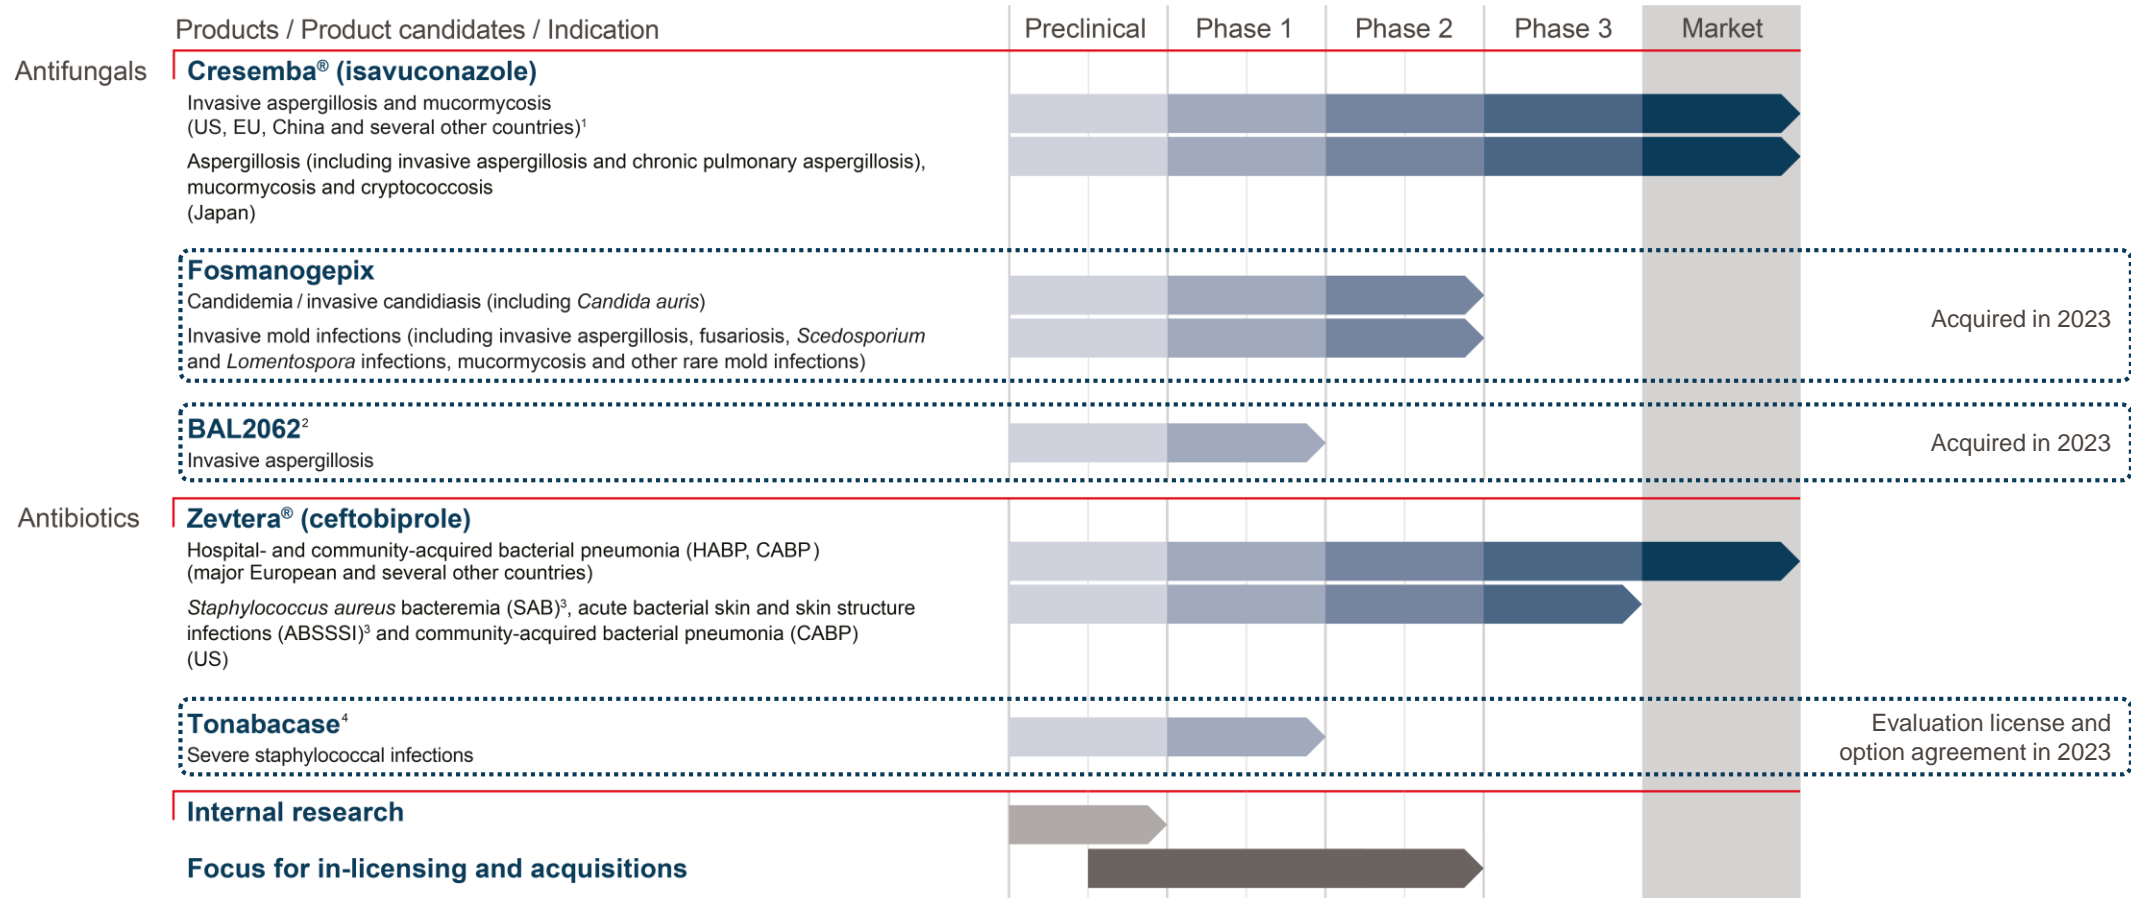 Products / Product candidates / Indication
Preclinical
Phase 1
Phase 2
Phase 3
Market
Antifungals
Cresemba® (isavuconazole)
Invasive aspergillosis and mucormycosis
(US, EU, China and several other countries)¹
Aspergillosis (including invasive aspergillosis and chronic pulmonary aspergillosis),
mucormycosis and cryptococcosis
(Japan)
Fosmanogepix
Candidemia / invasive candidiasis (including Candida auris)
Invasive mold infections (including invasive aspergillosis, fusariosis, Scedosporium
and Lomentospora infections, mucormycosis and other rare mold infections)
Acquired in 2023
BAL2062²
Invasive aspergillosis
Acquired in 2023
Antibiotics
Zevtera® (ceftobiprole)
Hospital- and community-acquired bacterial pneumonia (HABP, CABP)
(major European and several other countries)
Staphylococcus aureus bacteremia (SAB)³, acute bacterial skin and skin structure
infections (ABSSSI)³ and community-acquired bacterial pneumonia (CABP)
(US)
Tonabacase⁴
Severe staphylococcal infections
Evaluation license and
option agreement in 2023
Internal research
Focus for in-licensing and acquisitions